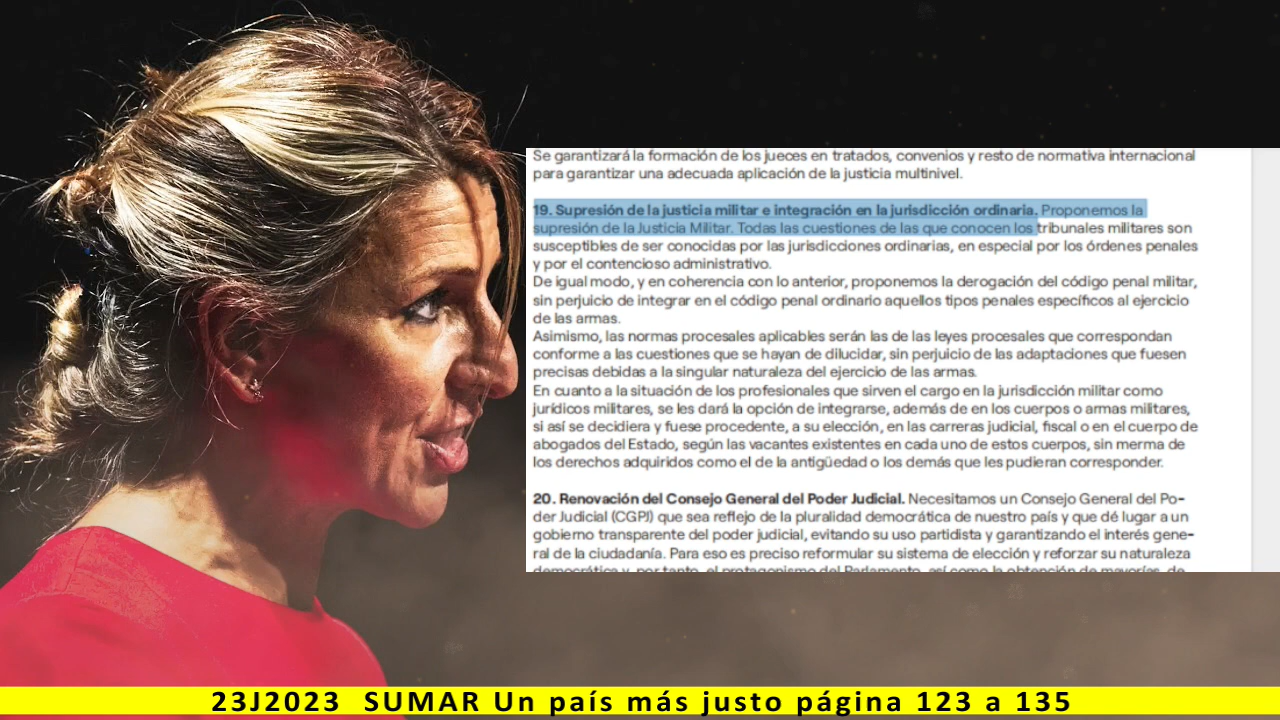 Se garantizará la formación de los jueces en tratados, convenios y resto de normativa internacional
para garantizar una adecuada aplicación de la justicia multinivel.
19. Supresión de la justicia militar e integración en la jurisdicción ordinaria. Proponemos la
supresión de la Justicia Militar. Todas las cuestiones de las que conocen los tribunales militares son
susceptibles de ser conocidas por las jurisdicciones ordinarias, en especial por los órdenes penales
y por el contencioso administrativo.
De igual modo, y en coherencia con lo anterior, proponemos la derogación del código penal militar,
sin perjuicio de integrar en el código penal ordinario aquellos tipos penales específicos al ejercicio
de las armas.
Asimismo, las normas procesales aplicables serán las de las leyes procesales que correspondan
conforme a las cuestiones que se hayan de dilucidar, sin perjuicio de las adaptaciones que fuesen
precisas debidas a la singular naturaleza del ejercicio de las armas.
En cuanto a la situación de los profesionales que sirven el cargo en la jurisdicción militar como
jurídicos militares, se les dará la opción de integrarse, además de en los cuerpos o armas militares,
si así se decidiera y fuese procedente, a su elección, en las carreras judicial, fiscal o en el cuerpo de
abogados del Estado, según las vacantes existentes en cada uno de estos cuerpos, sin merma de
los derechos adquiridos como el de la antigüedad o los demás que les pudieran corresponder.
20. Renovación del Consejo General del Poder Judicial. Necesitamos un Consejo General del Po-
der Judicial (CGPJ) que sea reflejo de la pluralidad democrática de nuestro país y que dé lugar a un
gobierno transparente del poder judicial, evitando su uso partidista y garantizando el interés gene-
ral de la ciudadanía. Para eso es preciso reformular su sistema de elección y reforzar su naturaleza
democrática y, por tanto, el protagonismo del Parlamento, así como la obtención de mayorías, de
23J2023 SUMAR Un país más justo página 123 a 135